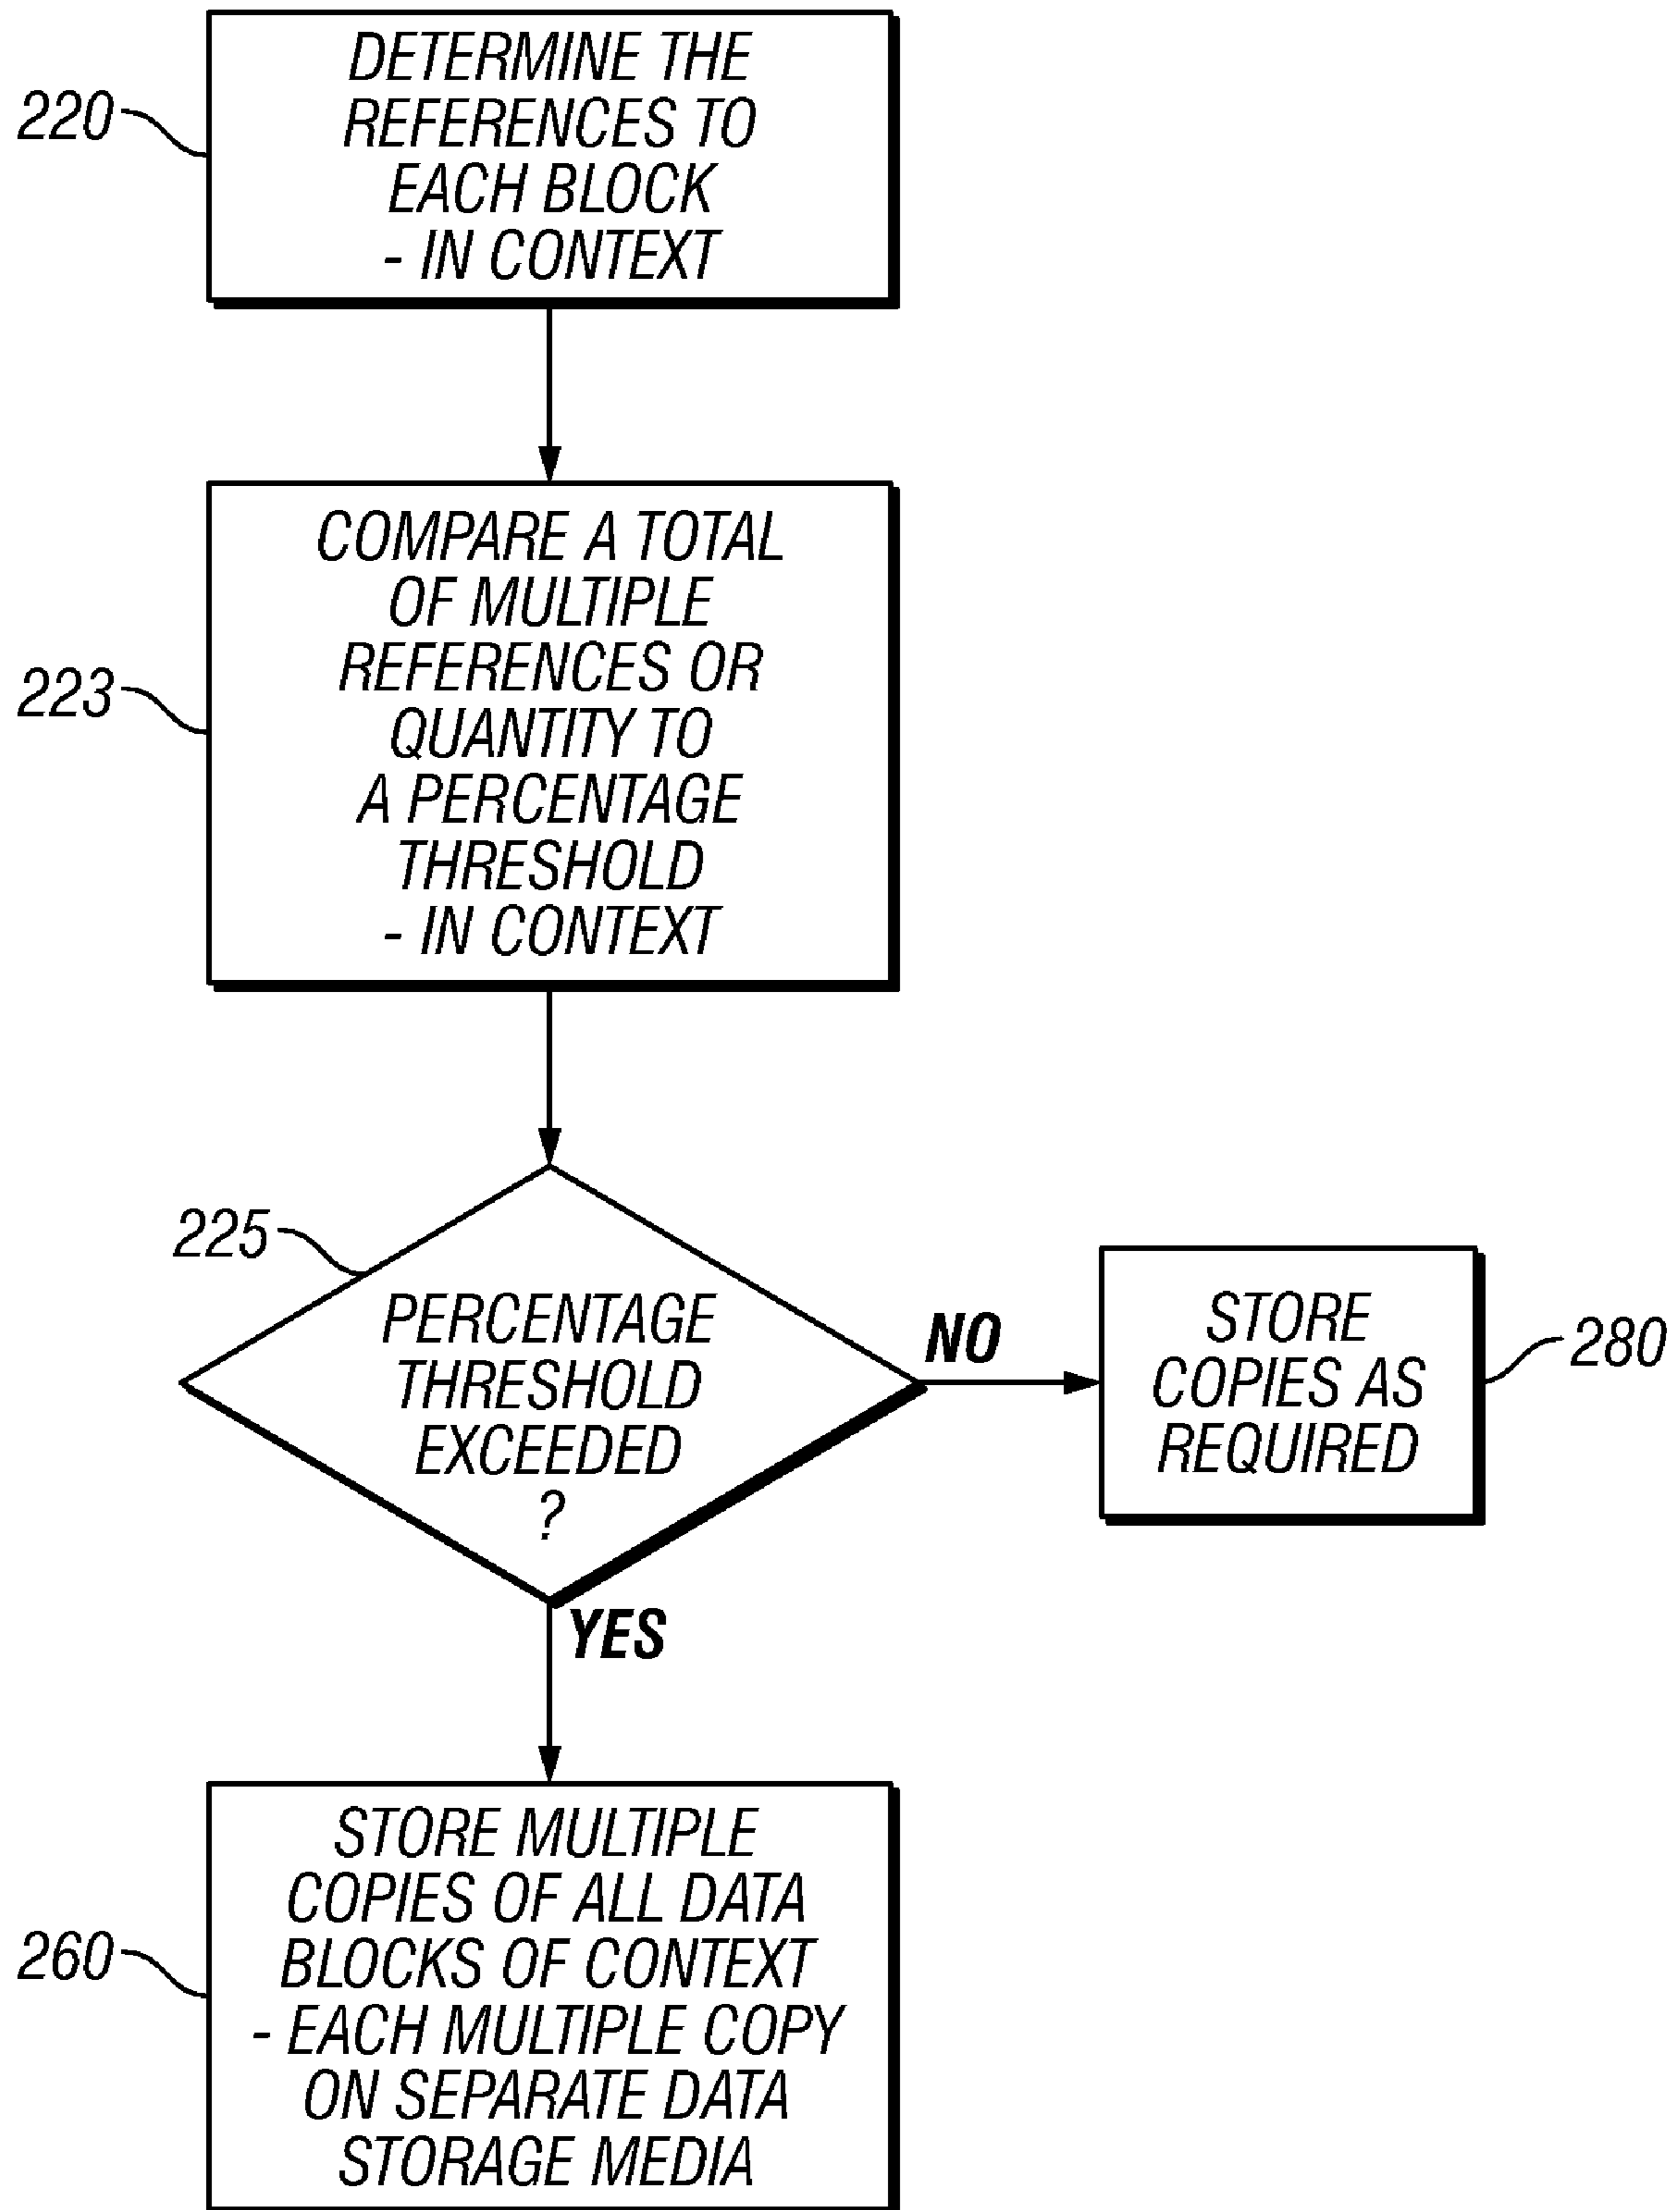 220
DETERMINE THE
REFERENCES TO
EACH BLOCK
- IN CONTEXT
223
COMPARE A TOTAL
OF MULTIPLE
REFERENCES OR
QUANTITY TO
A PERCENTAGE
THRESHOLD
- IN CONTEXT
225
PERCENTAGE
THRESHOLD
EXCEEDED
?
NO
STORE
COPIES AS
REQUIRED
280
YES
260
STORE MULTIPLE
COPIES OF ALL DATA
BLOCKS OF CONTEXT
- EACH MULTIPLE COPY
ON SEPARATE DATA
STORAGE MEDIA